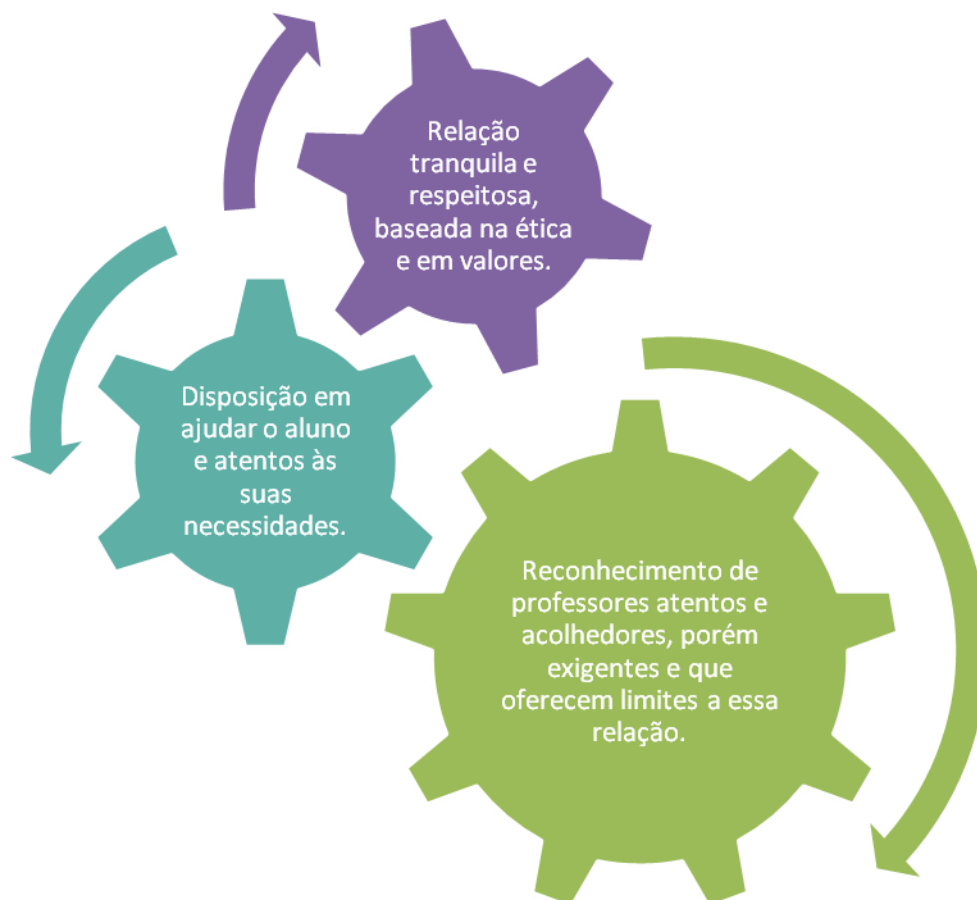 Relação
tranquila e
respeitosa,
baseada na ética
e em valores.
Disposição em
ajudar o aluno
e atentos às
suas
necessidades.
Reconhecimento de
professores atentos e
acolhedores, porém
exigentes e que
oferecem limites a essa
relação.